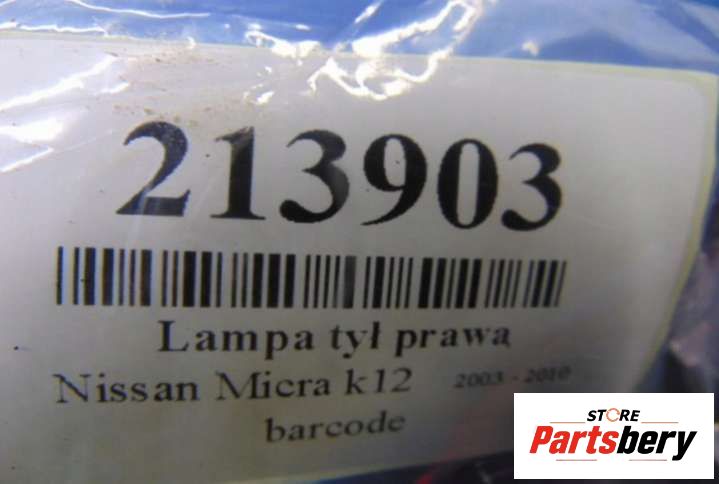 213903
Lampa tył prawa
Nissan Micra k12 2003 - 2010
barcode
STORE
Partsbery